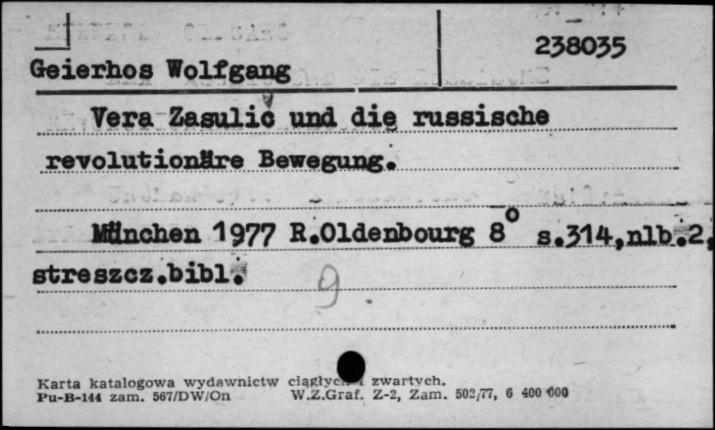 238035
Geierhos Wolfgang
Vera Zasulič und die russische
revolutionäre Bewegung.
München 1977 R.Oldenbourg 8° s.314,nlb.2,
streszcz.bibl.
9
Karta katalogowa wydawnictw ciągłych i zwartych.
Pu-B-144 zam. 567/DW/On W.Z.Graf. Z-2, Zam. 502/77, 6 400 000